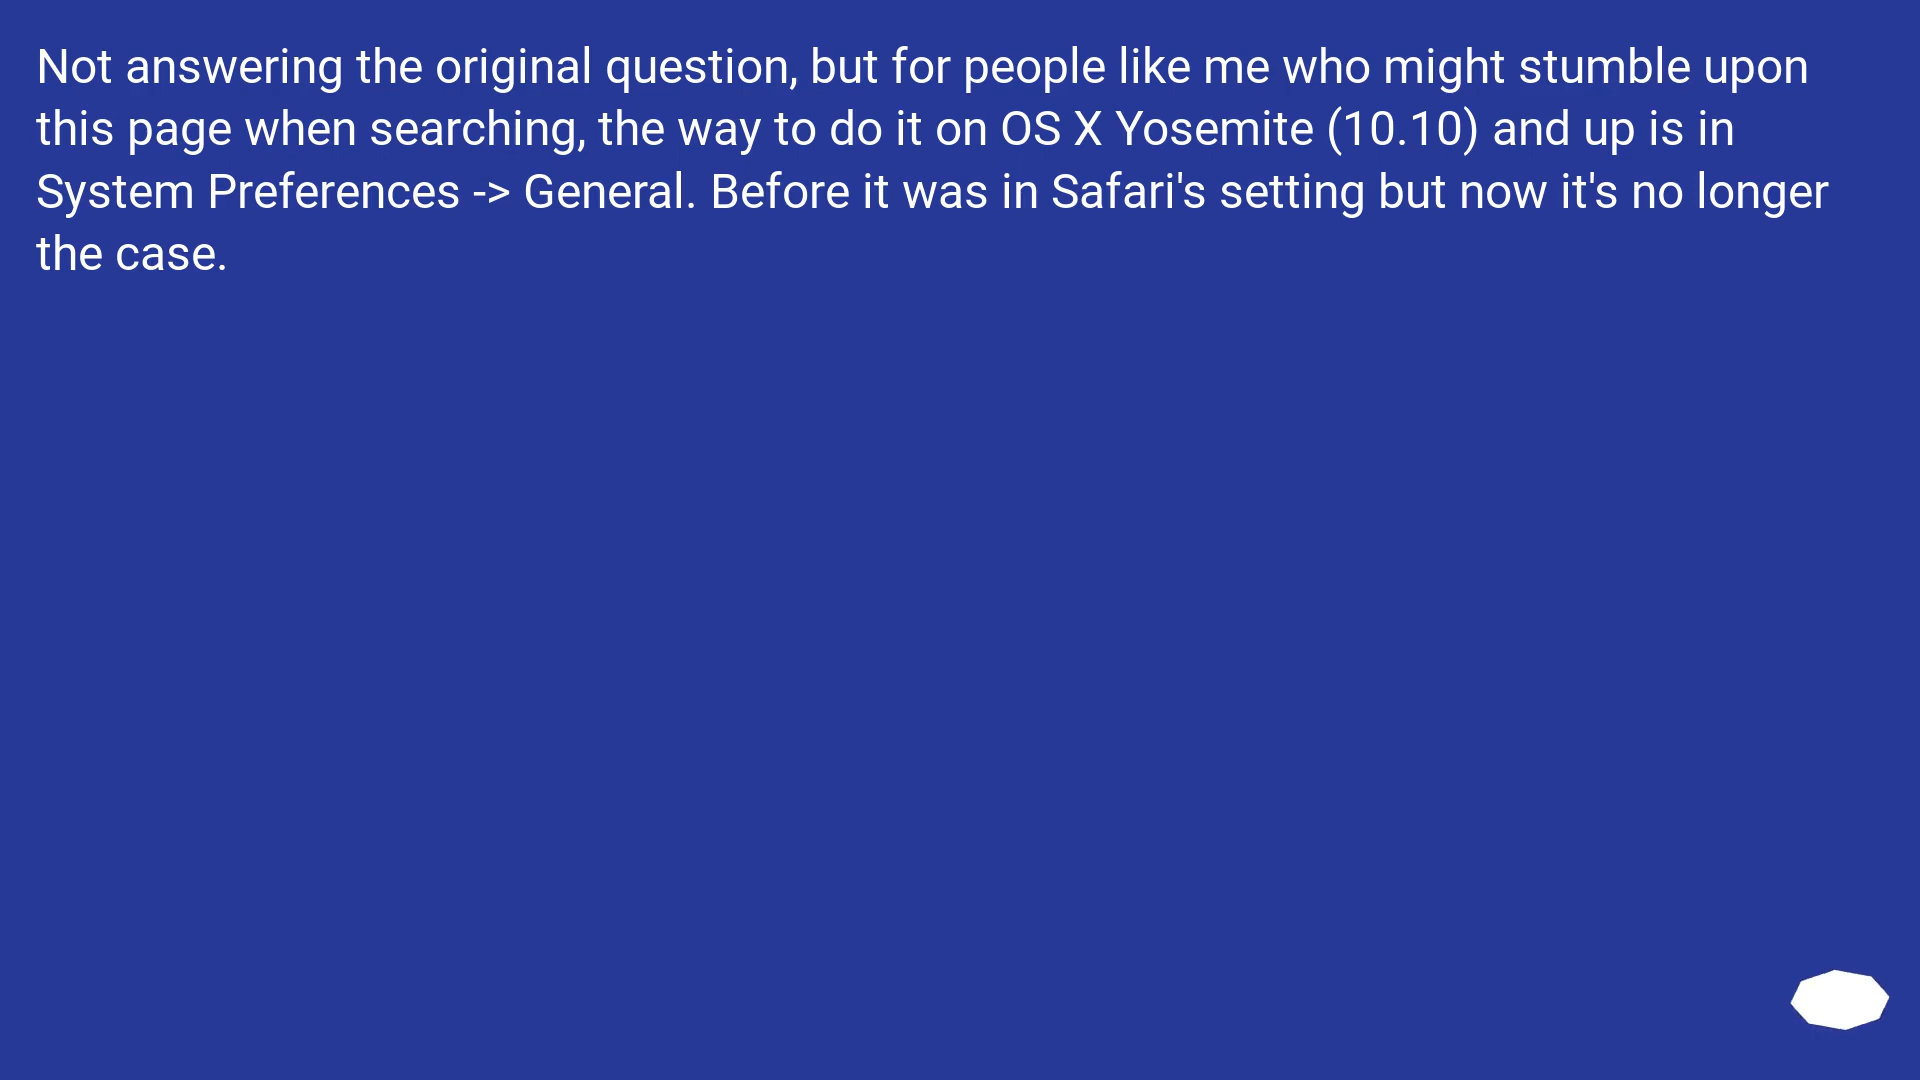 Not answering the original question, but for people like me who might stumble upon
this page when searching, the way to do it on OS X Yosemite (10.10) and up is in
System Preferences -> General. Before it was in Safari's setting but now it's no longer
the case.